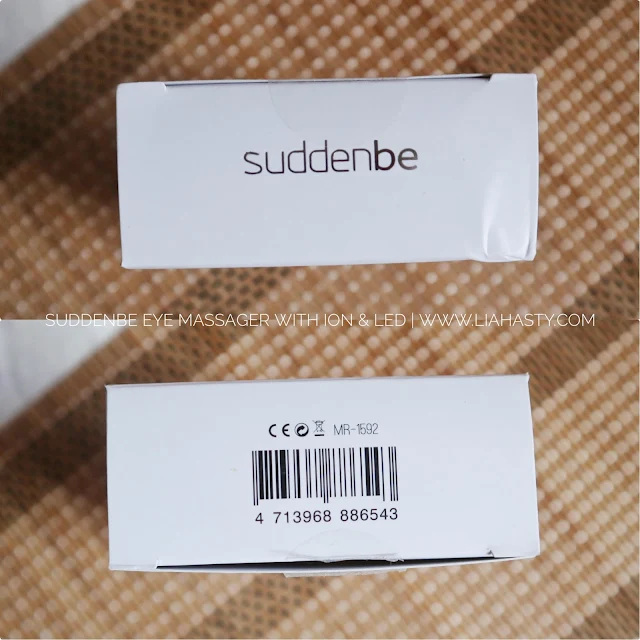 suddenbe
SUDDENBE EYE MASSAGER WITH ION & LED | WWW.LIAHASTY.COM
CE MR-1592
4 713968 886543